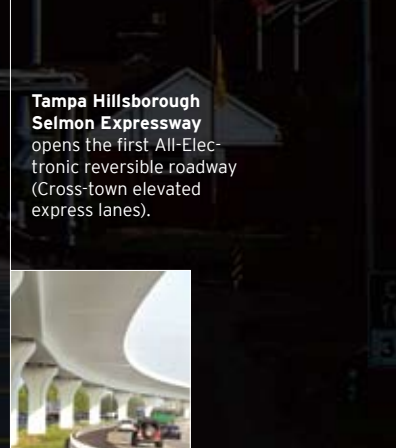 Tampa Hillsborough
Selmon Expressway
opens the first All-Elec-
tronic reversible roadway
(Cross-town elevated
express lanes).